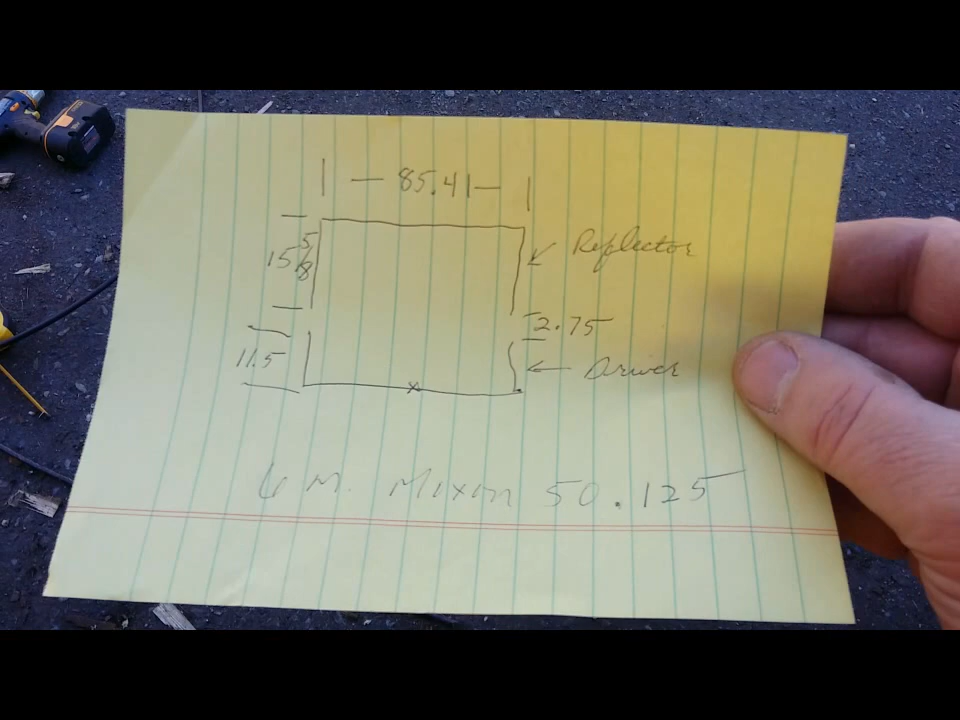 85.41
15 5/8
Reflector
2.75
11.5
Driver
6 M. Moxon 50.125